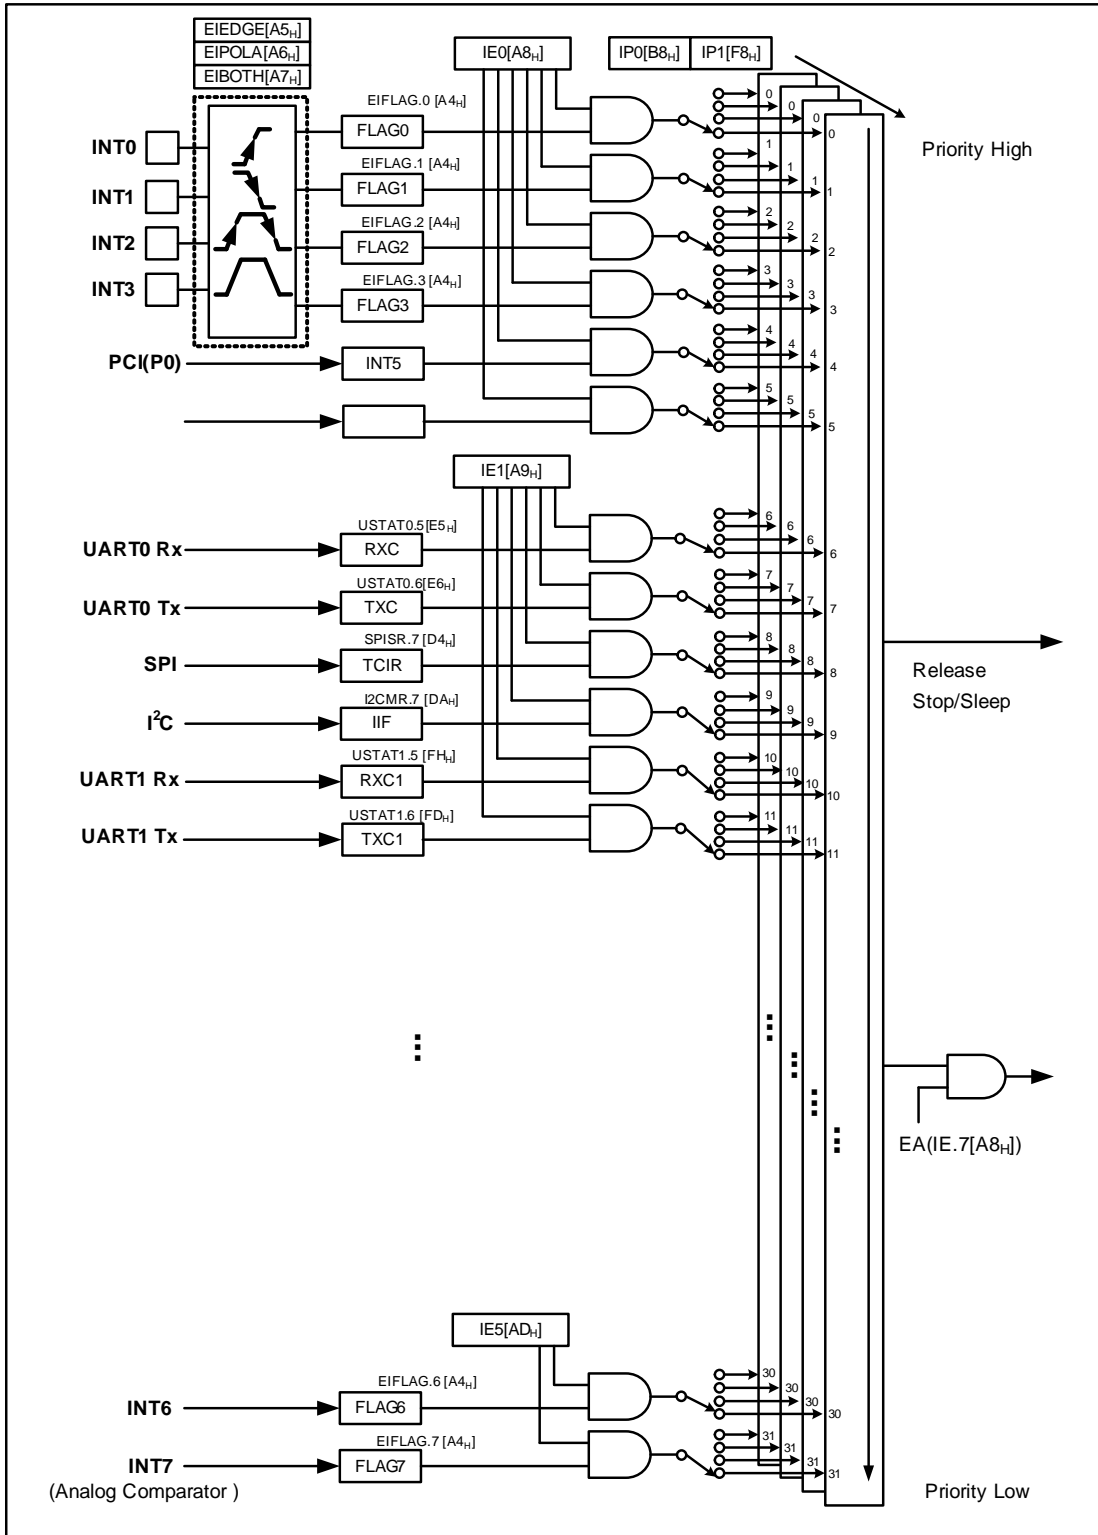 EIEDGE[A5H]
EIPOLA[A6H]
EIBOTH[A7H]
IE0[A8H]
IP0[B8H] IP1[F8H]
Priority High
INT0
INT1
INT2
INT3
EIFLAG.0 [A4H]
FLAG0
EIFLAG.1 [A4H]
FLAG1
EIFLAG.2 [A4H]
FLAG2
EIFLAG.3 [A4H]
FLAG3
PCI(P0)
INT5
0 0 0 0
1 1 1 1
2 2 2 2
3 3 3 3
4 4 4 4
5 5 5 5
IE1[A9H]
USTAT0.5[E5H]
UART0 Rx RXC
6 6 6 6
USTAT0.6[E6H]
UART0 Tx TXC
7 7 7 7
SPISR.7 [D4H]
SPI TCIR
8 8 8 8
I2CMR.7 [DAH]
I2C IIF
9 9 9 9
USTAT1.5 [FHH]
UART1 Rx RXC1
10 10 10 10
USTAT1.6 [FDH]
UART1 Tx TXC1
11 11 11 11
Release
Stop/Sleep
EA(IE.7[A8H])
IE5[ADH]
EIFLAG.6 [A4H]
INT6 FLAG6
30 30 30 30
EIFLAG.7 [A4H]
INT7 FLAG7
(Analog Comparator )
31 31 31 31
Priority Low